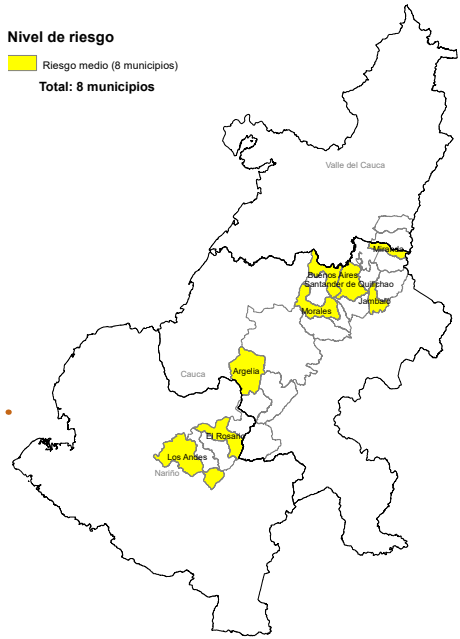 Nivel de riesgo
Riesgo medio (8 municipios)
Total: 8 municipios
Valle del Cauca
Miranda
Buenos Aires
Santander de Quilichao
Jambaló
Morales
Argelia
Cauca
El Rosario
Los Andes
Nariño